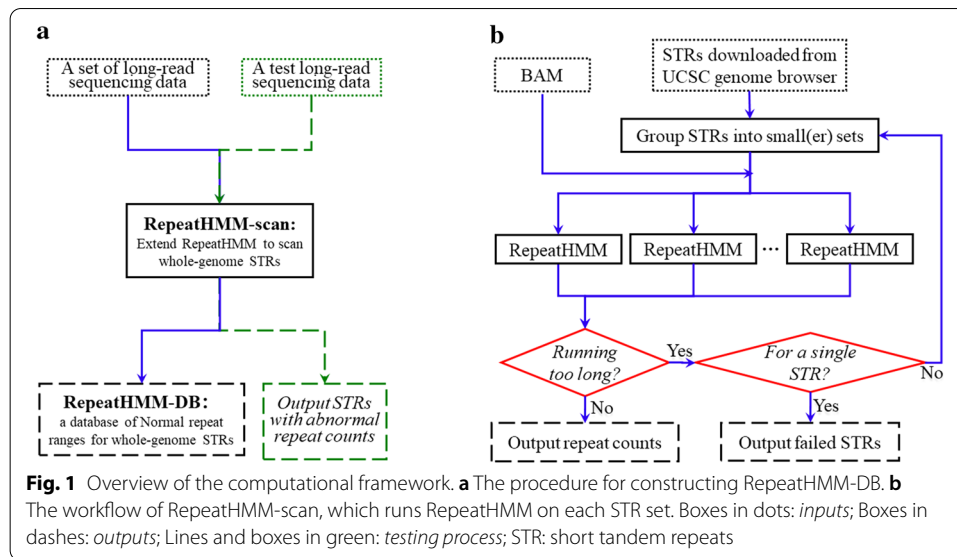 a
A set of long-read
sequencing data
A test long-read
sequencing data
RepeatHMM-scan:
Extend RepeatHMM to scan
whole-genome STRs
RepeatHMM-DB:
a database of Normal repeat
ranges for whole-genome STRs
Output STRs
with abnormal
repeat counts
b
BAM
STRs downloaded from
UCSC genome browser
Group STRs into small(er) sets
RepeatHMM
RepeatHMM
...
RepeatHMM
Running
too long?
Yes
For a single
STR?
No
No
Yes
Output repeat counts
Output failed STRs
Fig. 1 Overview of the computational framework. a The procedure for constructing RepeatHMM-DB. b
The workflow of RepeatHMM-scan, which runs RepeatHMM on each STR set. Boxes in dots: inputs; Boxes in
dashes: outputs; Lines and boxes in green: testing process; STR: short tandem repeats